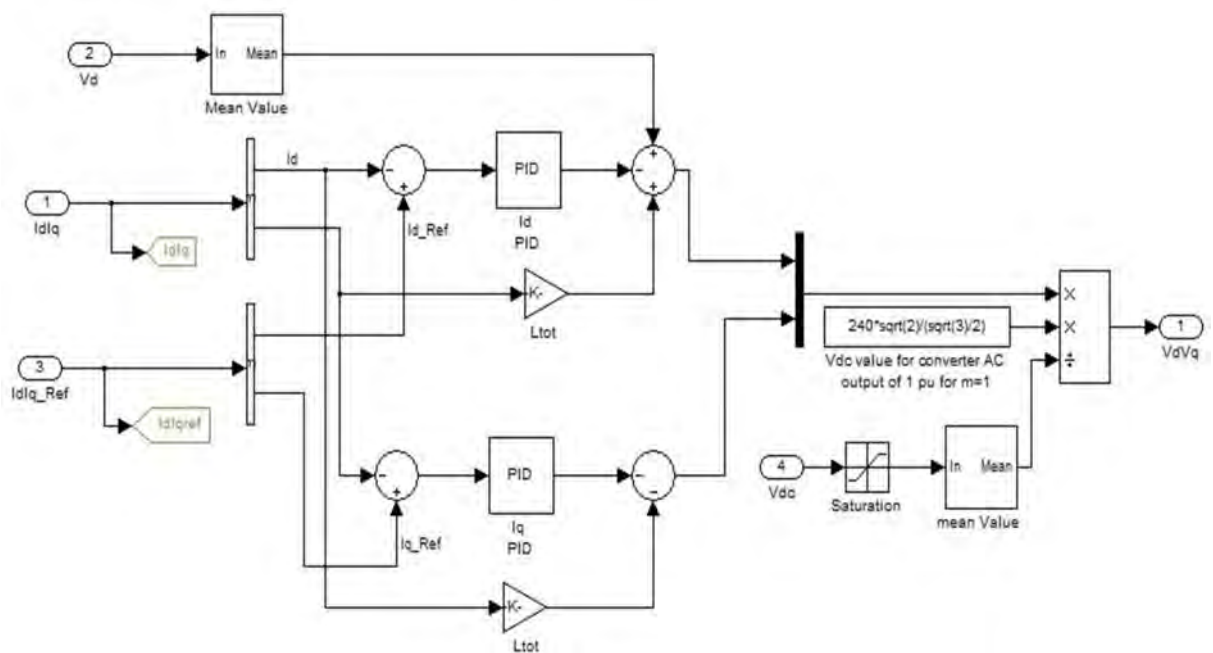 2
Vd
In Mean
Mean Value
1
IdIq
IdIq
Id
-
+
Id_Ref
PID
Id
PID
+
-
+
K-
Ltot
3
IdIq_Ref
IdIqref
-
+
Iq_Ref
PID
Iq
PID
-
-
K-
Ltot
240*sqrt(2)/(sqrt(3)/2)
Vdc value for converter AC
output of 1 pu for m=1
×
×
÷
1
VdVq
4
Vdc
Saturation
In Mean
mean Value